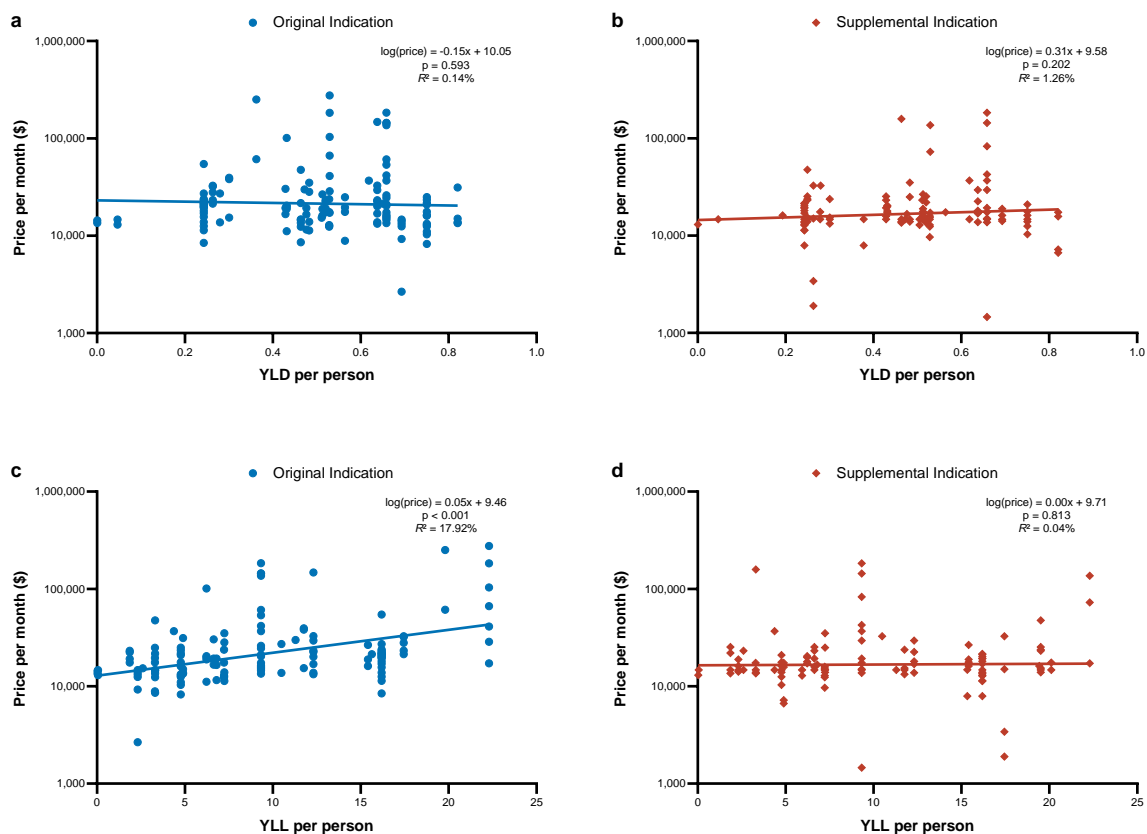 a
Original Indication
log(price) = -0.15x + 10.05
p = 0.593
R² = 0.14%
Price per month ($)
1,000,000
100,000
10,000
1,000
0.0 0.2 0.4 0.6 0.8 1.0
YLD per person
b
Supplemental Indication
log(price) = 0.31x + 9.58
p = 0.202
R² = 1.26%
Price per month ($)
1,000,000
100,000
10,000
1,000
0.0 0.2 0.4 0.6 0.8 1.0
YLD per person
c
Original Indication
log(price) = 0.05x + 9.46
p < 0.001
R² = 17.92%
Price per month ($)
1,000,000
100,000
10,000
1,000
0 5 10 15 20 25
YLL per person
d
Supplemental Indication
log(price) = 0.00x + 9.71
p = 0.813
R² = 0.04%
Price per month ($)
1,000,000
100,000
10,000
1,000
0 5 10 15 20 25
YLL per person